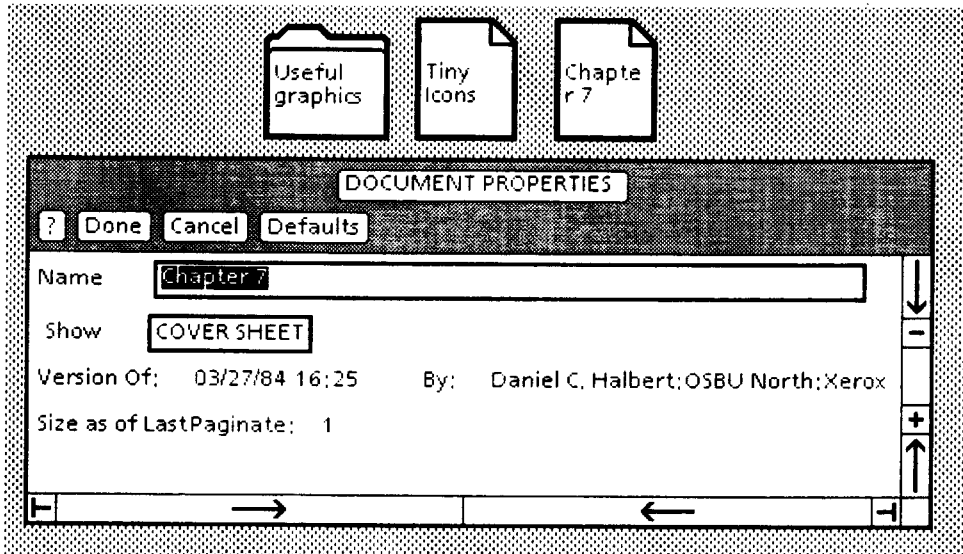 Useful
graphics
Tiny
Icons
Chapte
r 7
DOCUMENT PROPERTIES
? Done Cancel Defaults
Name Chapter 7
Show COVER SHEET
Version Of: 03/27/84 16:25 By: Daniel C. Halbert:OSBU North:Xerox
Size as of LastPaginate: 1